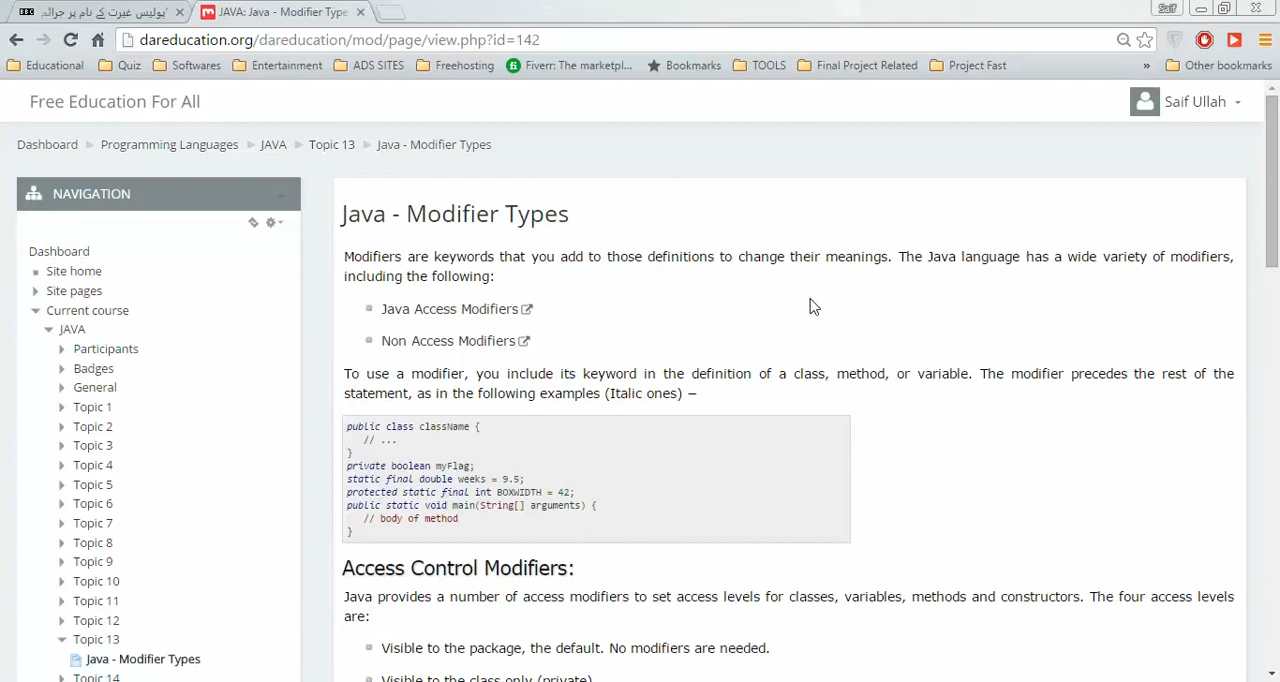 BBC 'پولیس غیرت کے نام پر جرائم
JAVA: Java - Modifier Type
Saif
dareducation.org/dareducation/mod/page/view.php?id=142
Educational Quiz Softwares Entertainment ADS SITES Freehosting Fiverr: The marketpl... Bookmarks TOOLS Final Project Related Project Fast » Other bookmarks
Free Education For All
Saif Ullah
Dashboard Programming Languages JAVA Topic 13 Java - Modifier Types
NAVIGATION
Dashboard
Site home
Site pages
Current course
JAVA
Participants
Badges
General
Topic 1
Topic 2
Topic 3
Topic 4
Topic 5
Topic 6
Topic 7
Topic 8
Topic 9
Topic 10
Topic 11
Topic 12
Topic 13
Java - Modifier Types
Topic 14
Java - Modifier Types
Modifiers are keywords that you add to those definitions to change their meanings. The Java language has a wide variety of modifiers,
including the following:
Java Access Modifiers
Non Access Modifiers
To use a modifier, you include its keyword in the definition of a class, method, or variable. The modifier precedes the rest of the
statement, as in the following examples (Italic ones) −
public class className {
// ...
}
private boolean myFlag;
static final double weeks = 9.5;
protected static final int BOXWIDTH = 42;
public static void main(String[] arguments) {
// body of method
}
Access Control Modifiers:
Java provides a number of access modifiers to set access levels for classes, variables, methods and constructors. The four access levels
are:
Visible to the package, the default. No modifiers are needed.
Visible to the class only (private).